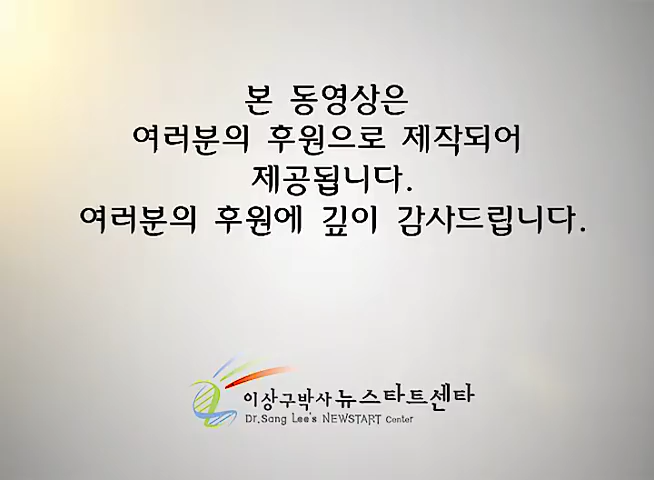 본 동영상은
여러분의 후원으로 제작되어
제공됩니다.
여러분의 후원에 깊이 감사드립니다.
이상구박사 뉴스타트센타
Dr.Sang Lee's NEWSTART Center